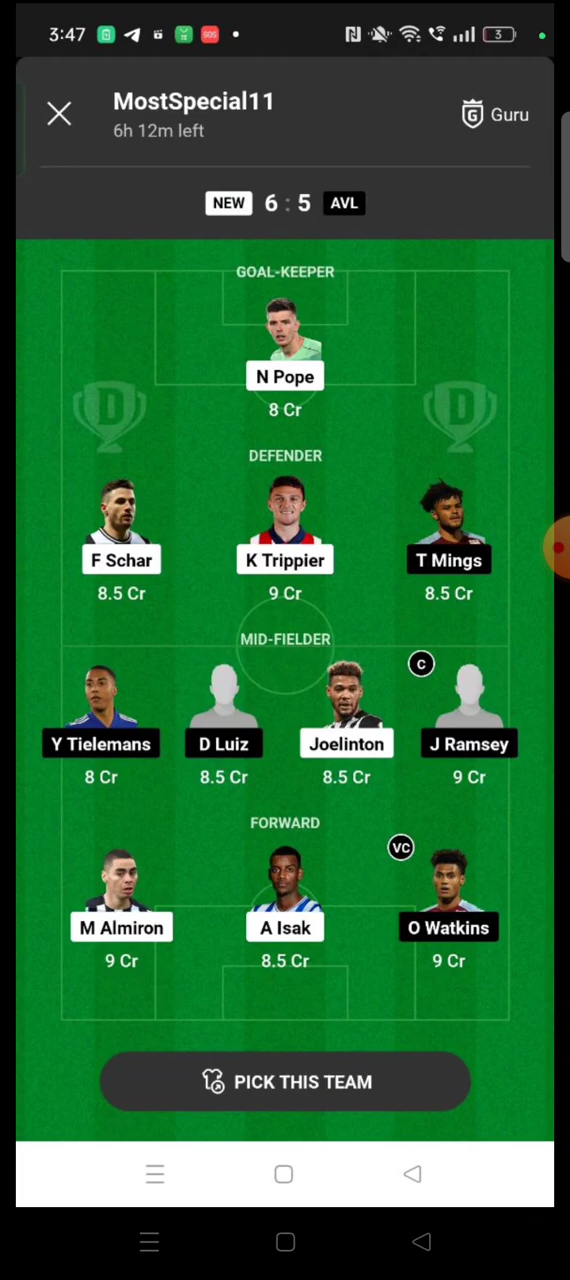 3:47
SOS
3
MostSpecial11
6h 12m left
G Guru
NEW 6 : 5 AVL
GOAL-KEEPER
D D
N Pope
8 Cr
DEFENDER
F Schar K Trippier T Mings
8.5 Cr 9 Cr 8.5 Cr
MID-FIELDER
C
Y Tielemans D Luiz Joelinton J Ramsey
8 Cr 8.5 Cr 8.5 Cr 9 Cr
FORWARD
VC
M Almiron A Isak O Watkins
9 Cr 8.5 Cr 9 Cr
PICK THIS TEAM